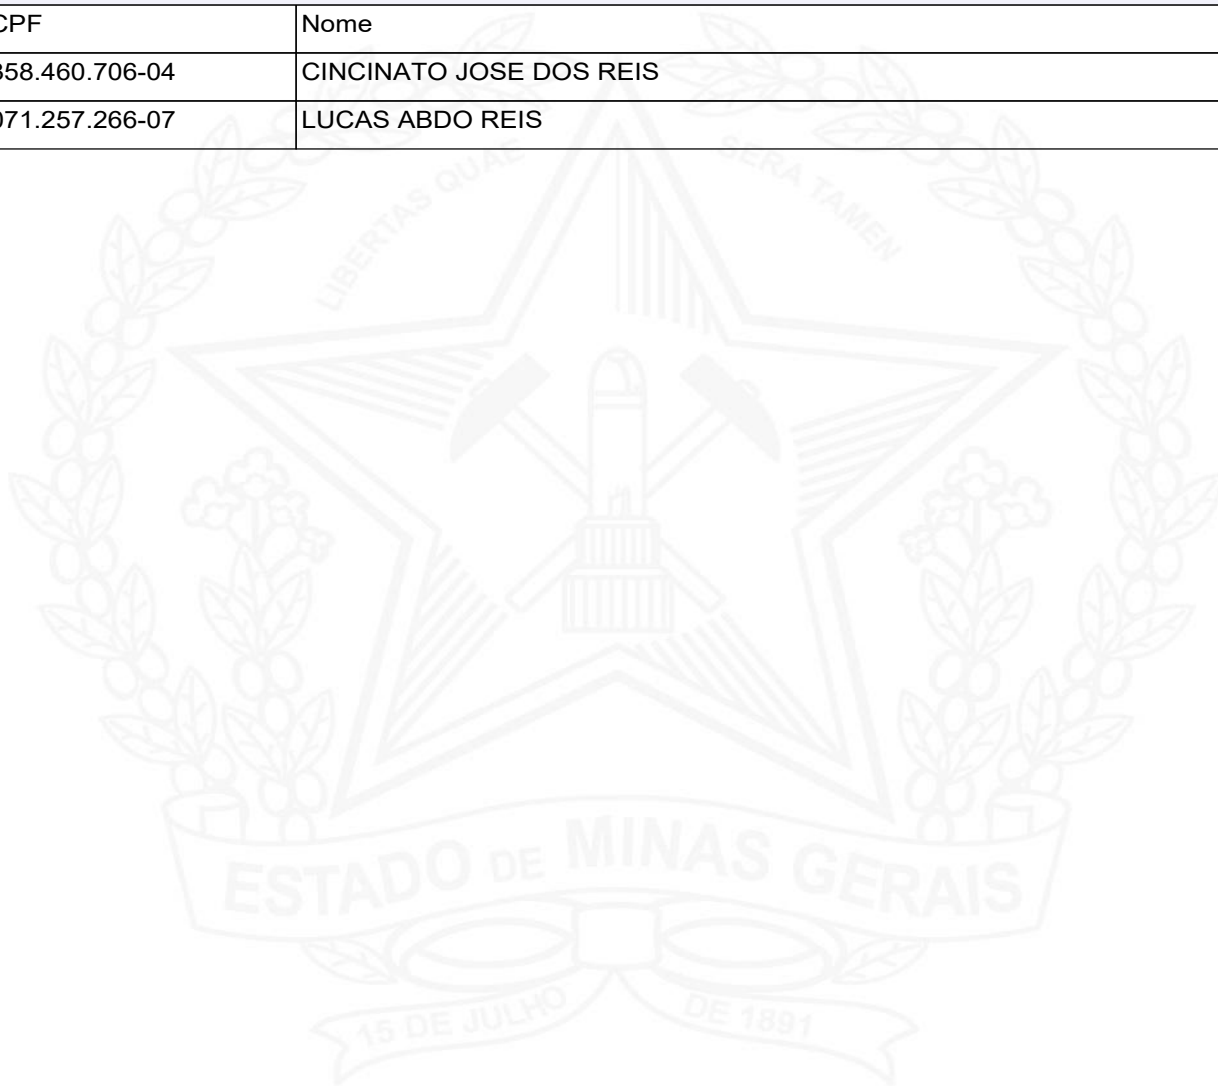 CPF Nome
358.460.706-04 CINCINATO JOSE DOS REIS
071.257.266-07 LUCAS ABDO REIS
LIBERTAS QUAE SERA TAMEN
ESTADO DE MINAS GERAIS
15 DE JULHO DE 1891